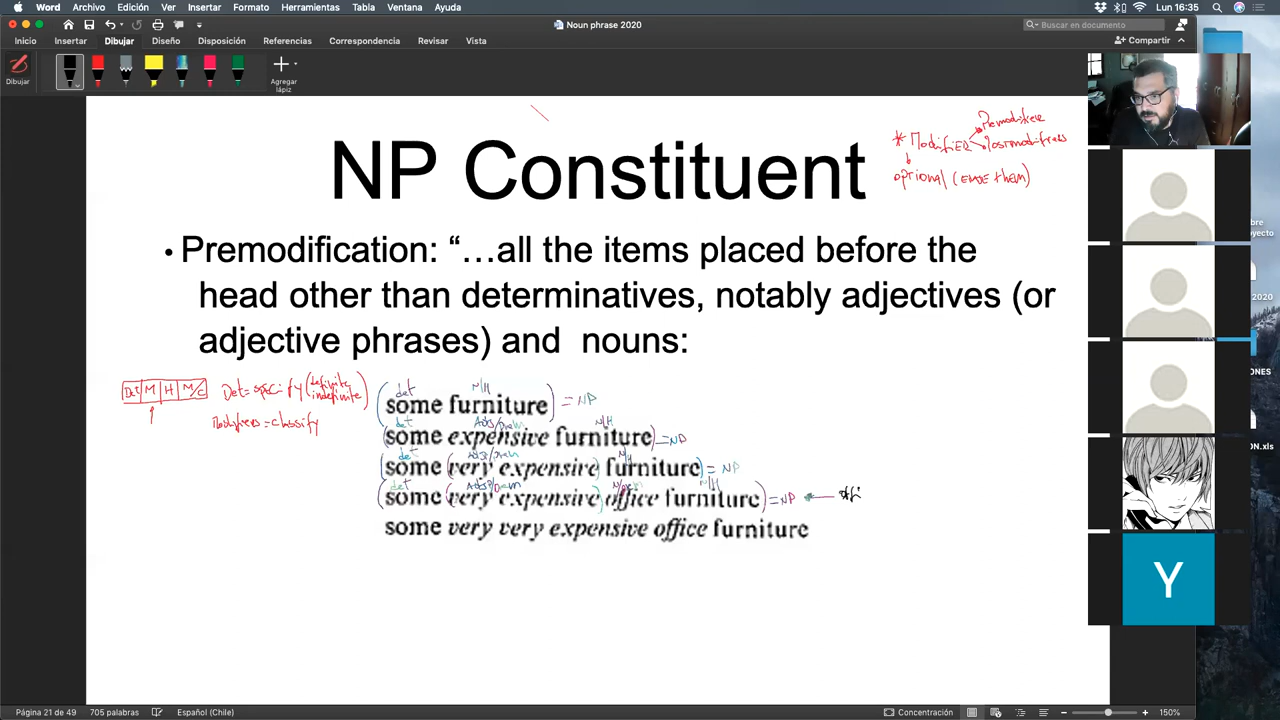 Word Archivo Edición Ver Insertar Formato Herramientas Tabla Ventana Ayuda Lun 16:35
Noun phrase 2020
Buscar en documento
Inicio Insertar Dibujar Diseño Disposición Referencias Correspondencia Revisar Vista Compartir
Dibujar
Agregar
lápiz
NP Constituent
* Modifier
Premodifiers
Postmodifiers
optional (erase them)
• Premodification: “…all the items placed before the
head other than determinatives, notably adjectives (or
adjective phrases) and nouns:
Det M H M/C
Det = specify (definite
indefinite)
Modifiers = classify
det N/H
(some furniture) = NP
det N/H
(some expensive furniture) = NP
det N/H
(some (very expensive) furniture) = NP
det N/H
(some (very expensive) office furniture) = NP
some very very expensive office furniture
Y
Página 21 de 49 705 palabras Español (Chile) Concentración 150%